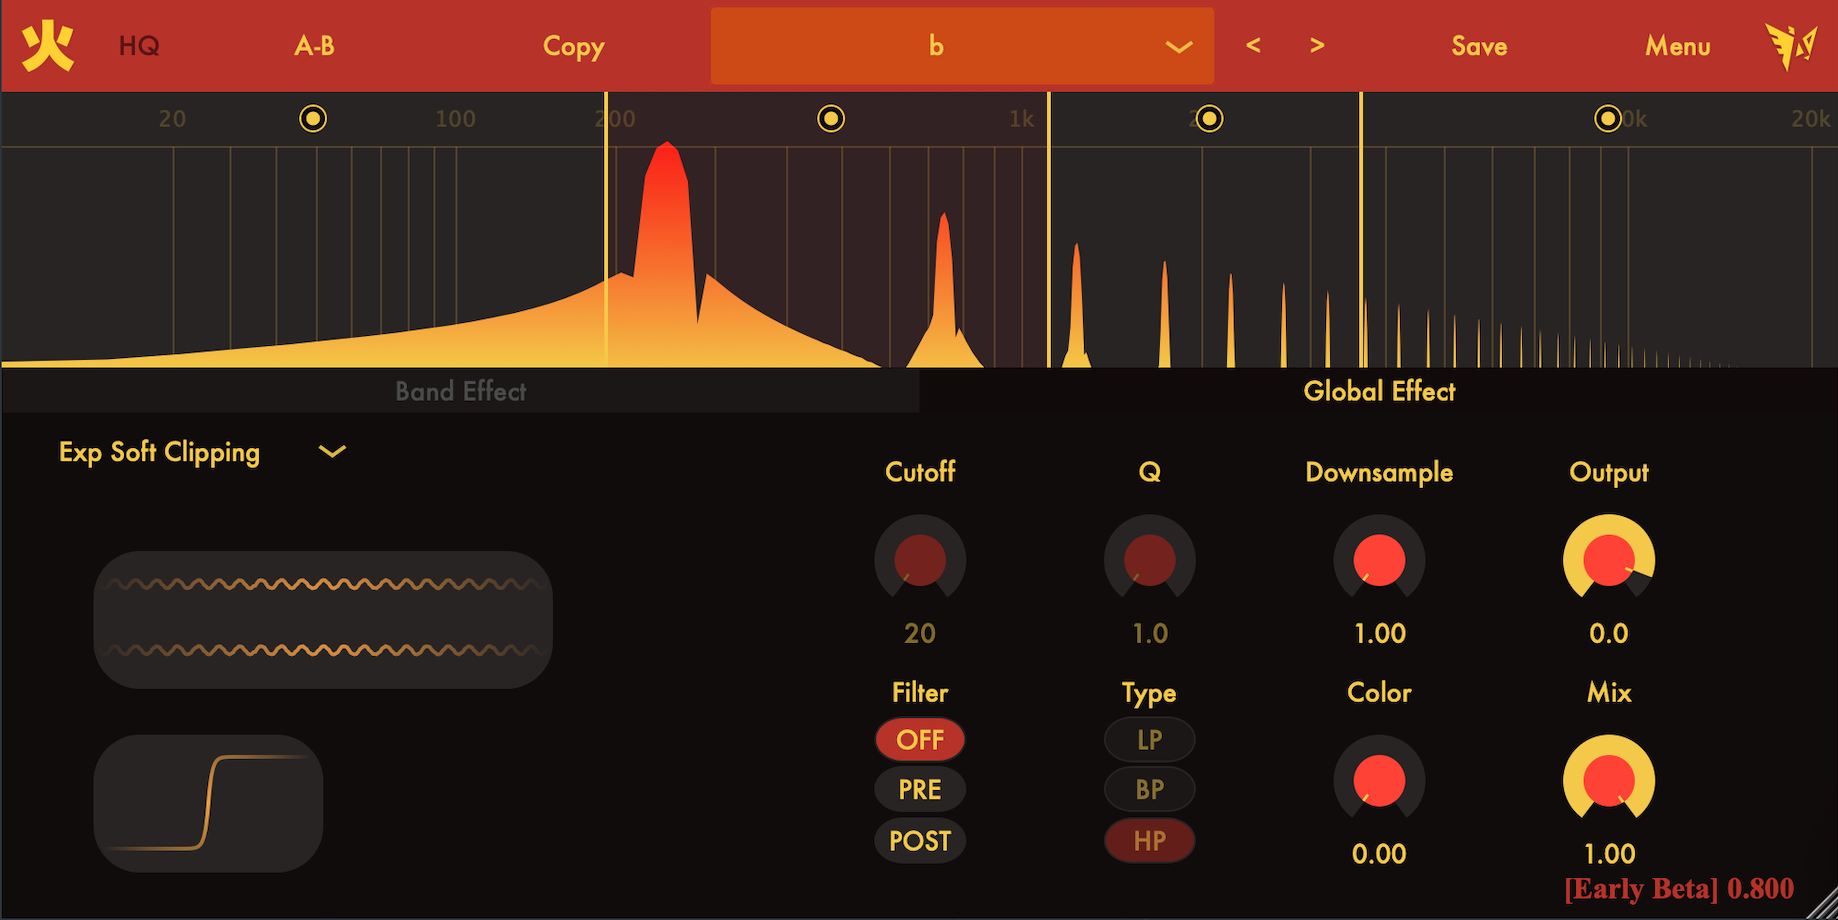 火 HQ A-B Copy b < > Save Menu
20 100 200 1k 20k
Band Effect Global Effect
Exp Soft Clipping
Cutoff Q Downsample Output
20 1.0 1.00 0.0
Filter Type Color Mix
OFF LP
PRE BP
POST HP
0.00 1.00
[Early Beta] 0.800